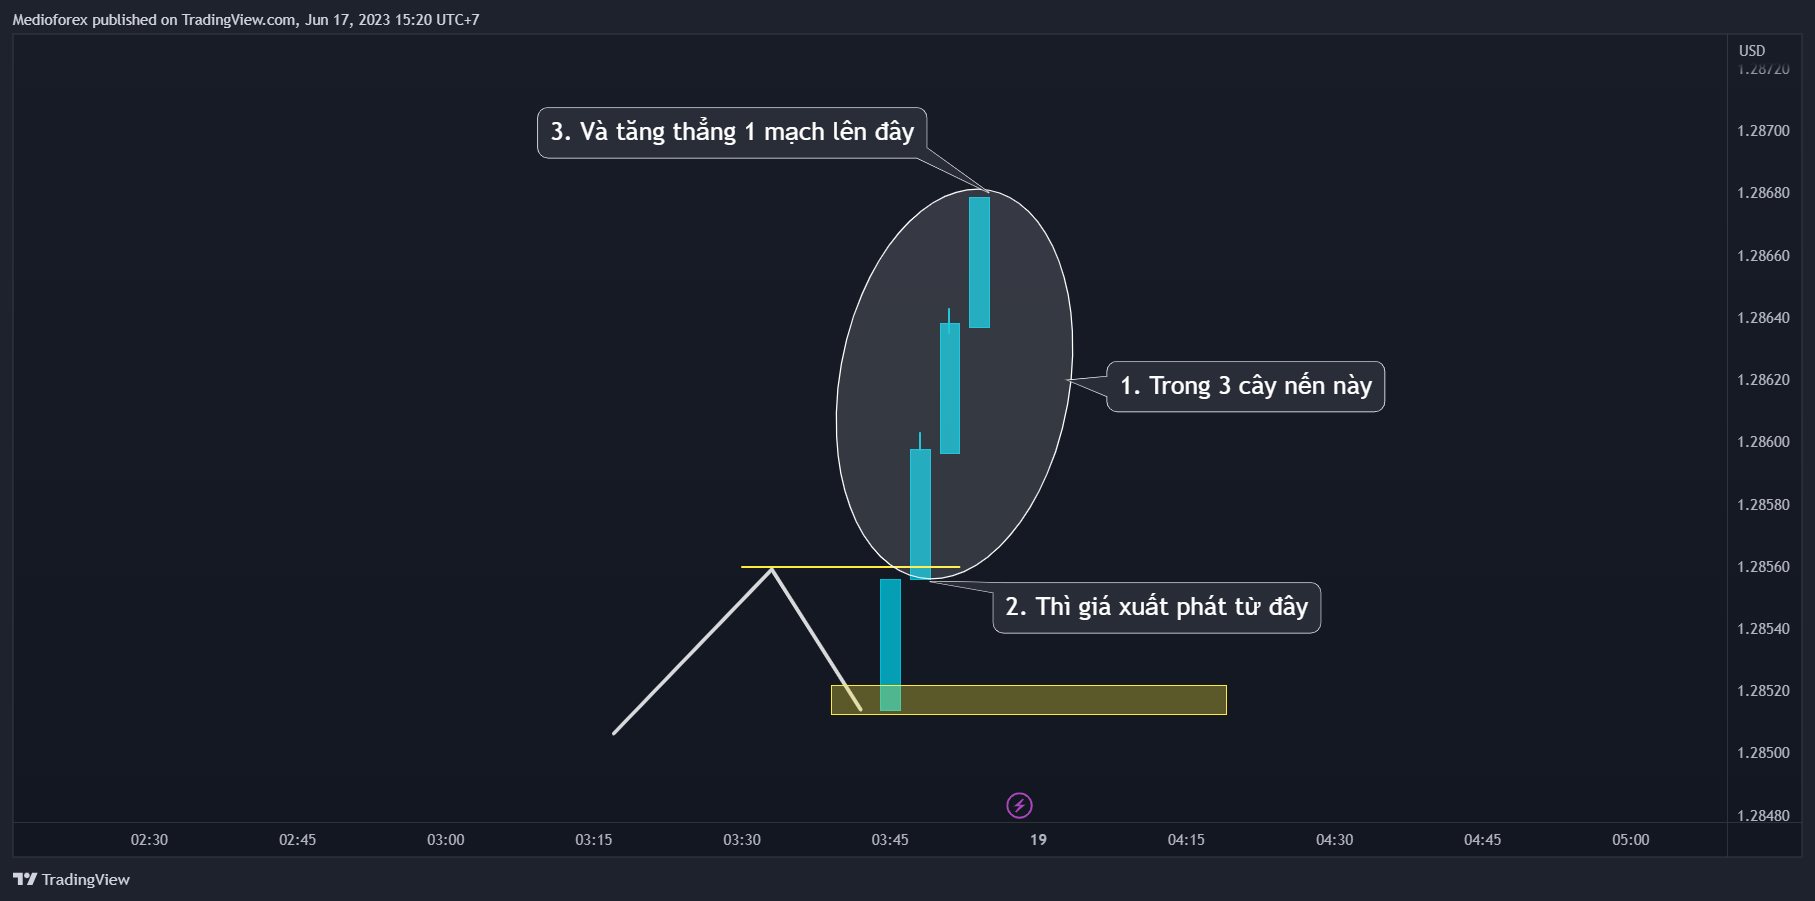 Medioforex published on TradingView.com, Jun 17, 2023 15:20 UTC+7
USD
1.28720
3. Và tăng thẳng 1 mạch lên đây
1.28700
1.28680
1.28660
1.28640
1. Trong 3 cây nến này
1.28620
1.28600
1.28580
1.28560
2. Thì giá xuất phát từ đây
1.28540
1.28520
1.28500
1.28480
02:30 02:45 03:00 03:15 03:30 03:45 19 04:15 04:30 04:45 05:00
TradingView